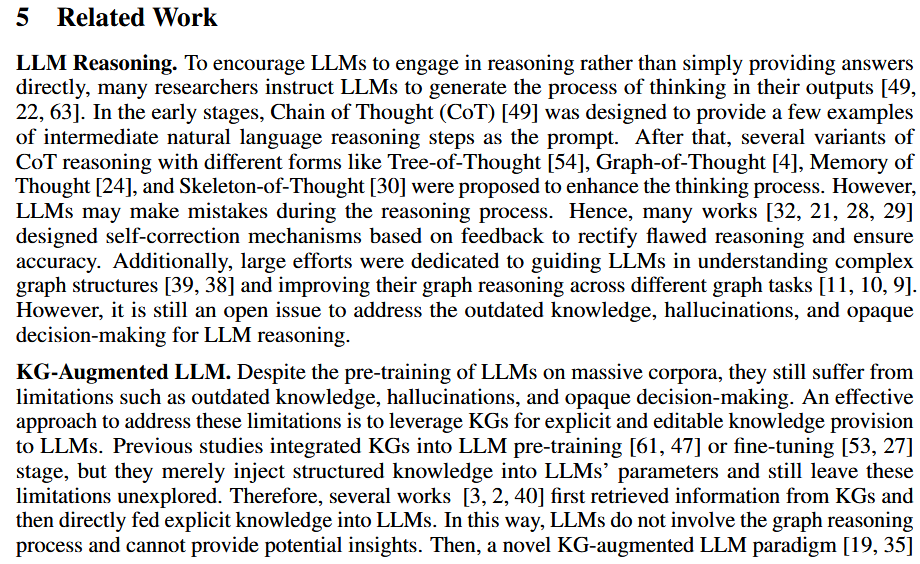 5 Related Work
LLM Reasoning. To encourage LLMs to engage in reasoning rather than simply providing answers
directly, many researchers instruct LLMs to generate the process of thinking in their outputs [49,
22, 63]. In the early stages, Chain of Thought (CoT) [49] was designed to provide a few examples
of intermediate natural language reasoning steps as the prompt. After that, several variants of
CoT reasoning with different forms like Tree-of-Thought [54], Graph-of-Thought [4], Memory of
Thought [24], and Skeleton-of-Thought [30] were proposed to enhance the thinking process. However,
LLMs may make mistakes during the reasoning process. Hence, many works [32, 21, 28, 29]
designed self-correction mechanisms based on feedback to rectify flawed reasoning and ensure
accuracy. Additionally, large efforts were dedicated to guiding LLMs in understanding complex
graph structures [39, 38] and improving their graph reasoning across different graph tasks [11, 10, 9].
However, it is still an open issue to address the outdated knowledge, hallucinations, and opaque
decision-making for LLM reasoning.
KG-Augmented LLM. Despite the pre-training of LLMs on massive corpora, they still suffer from
limitations such as outdated knowledge, hallucinations, and opaque decision-making. An effective
approach to address these limitations is to leverage KGs for explicit and editable knowledge provision
to LLMs. Previous studies integrated KGs into LLM pre-training [61, 47] or fine-tuning [53, 27]
stage, but they merely inject structured knowledge into LLMs' parameters and still leave these
limitations unexplored. Therefore, several works [3, 2, 40] first retrieved information from KGs and
then directly fed explicit knowledge into LLMs. In this way, LLMs do not involve the graph reasoning
process and cannot provide potential insights. Then, a novel KG-augmented LLM paradigm [19, 35]